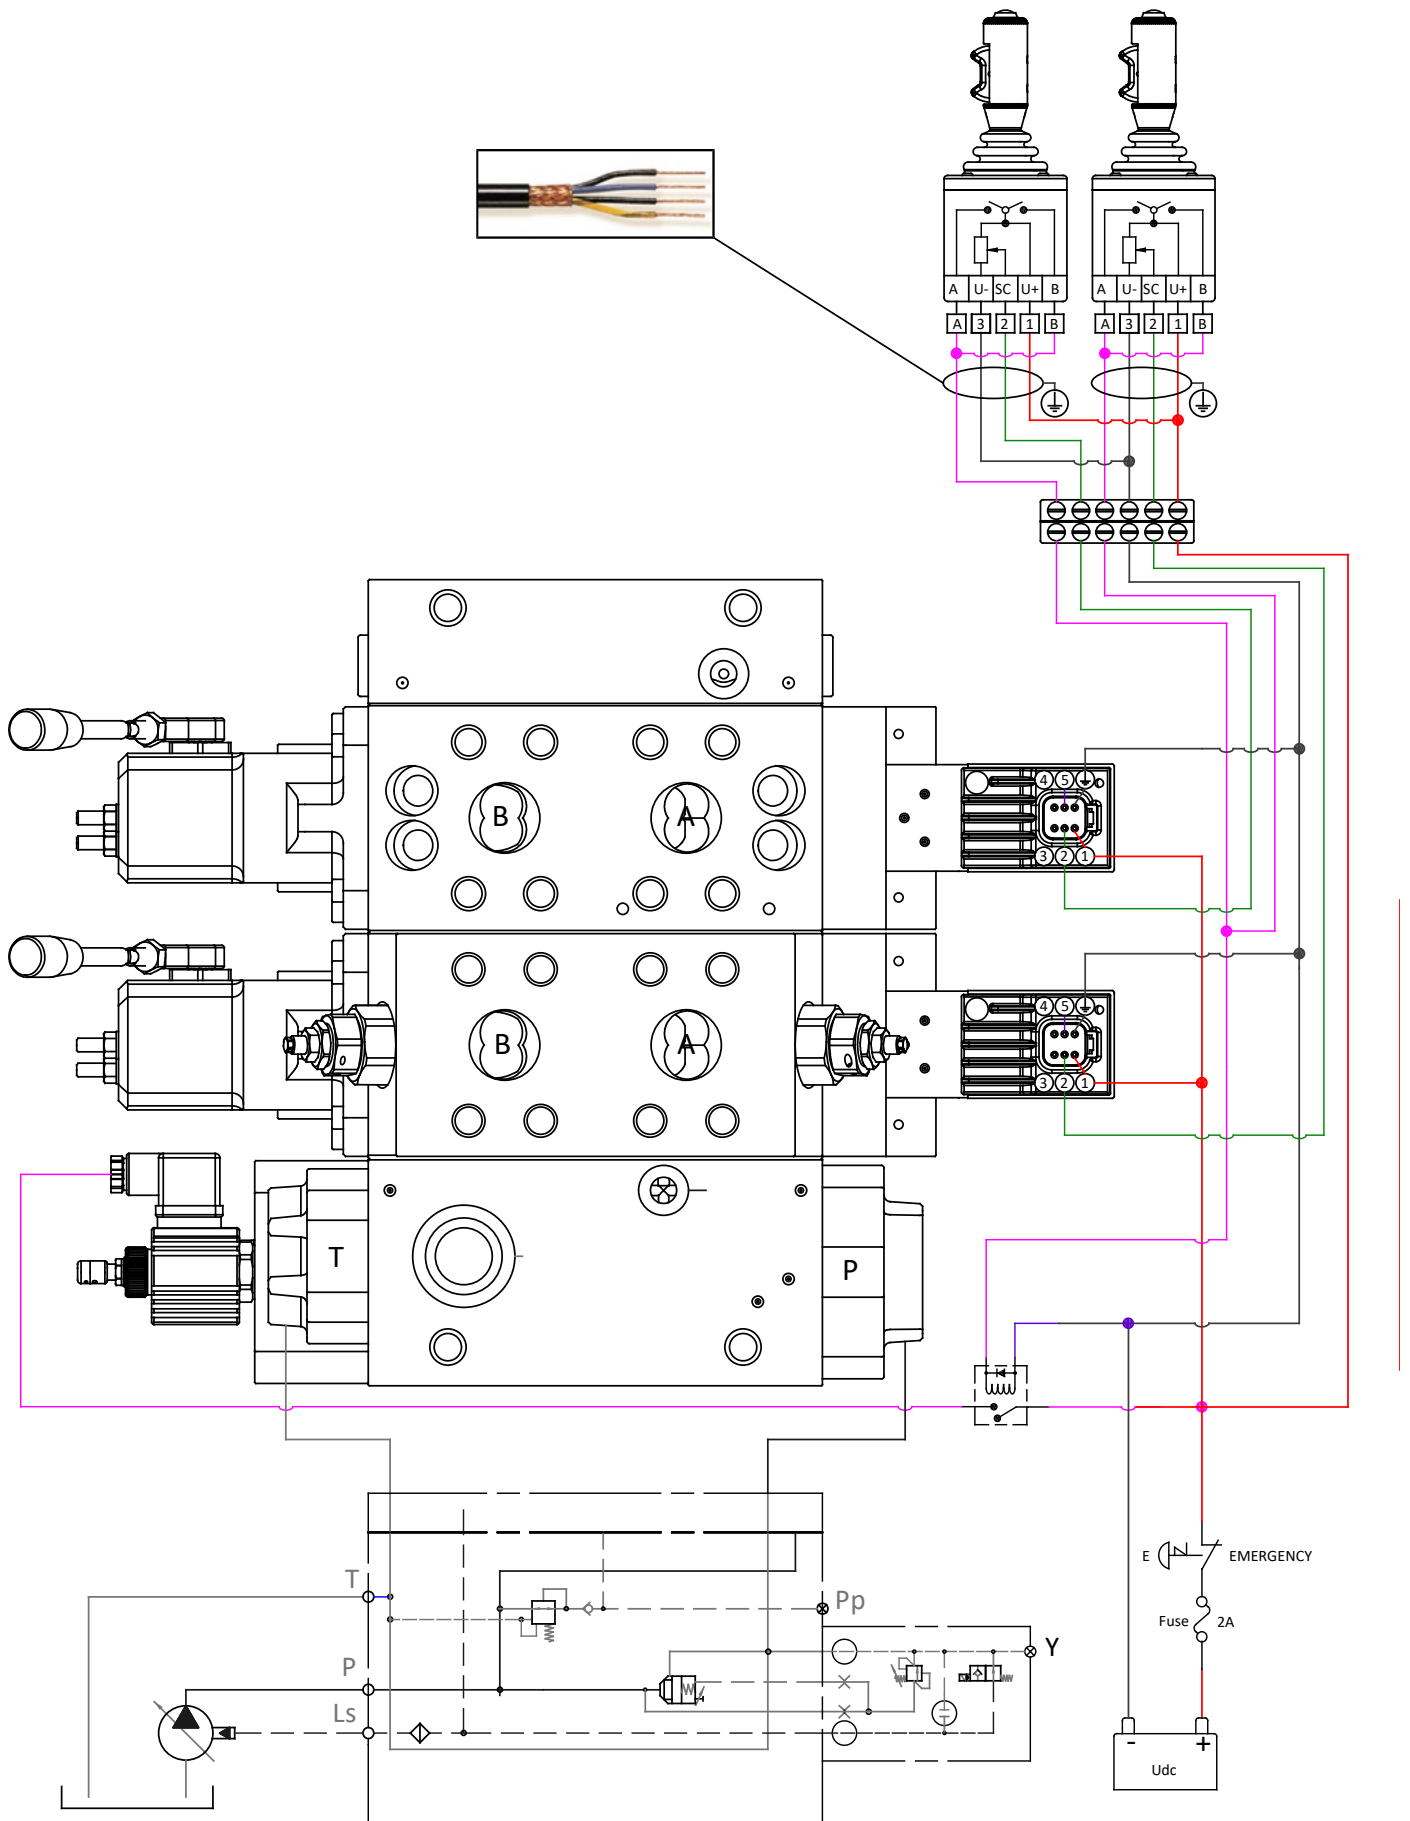 A U- SC U+ B
A U- SC U+ B
A 3 2 1 B
A 3 2 1 B
4 5
B A
3 2 1
4 5
B A
3 2 1
T P
E EMERGENCY
T
Pp
Fuse 2A
Y
P
Ls
- +
Udc